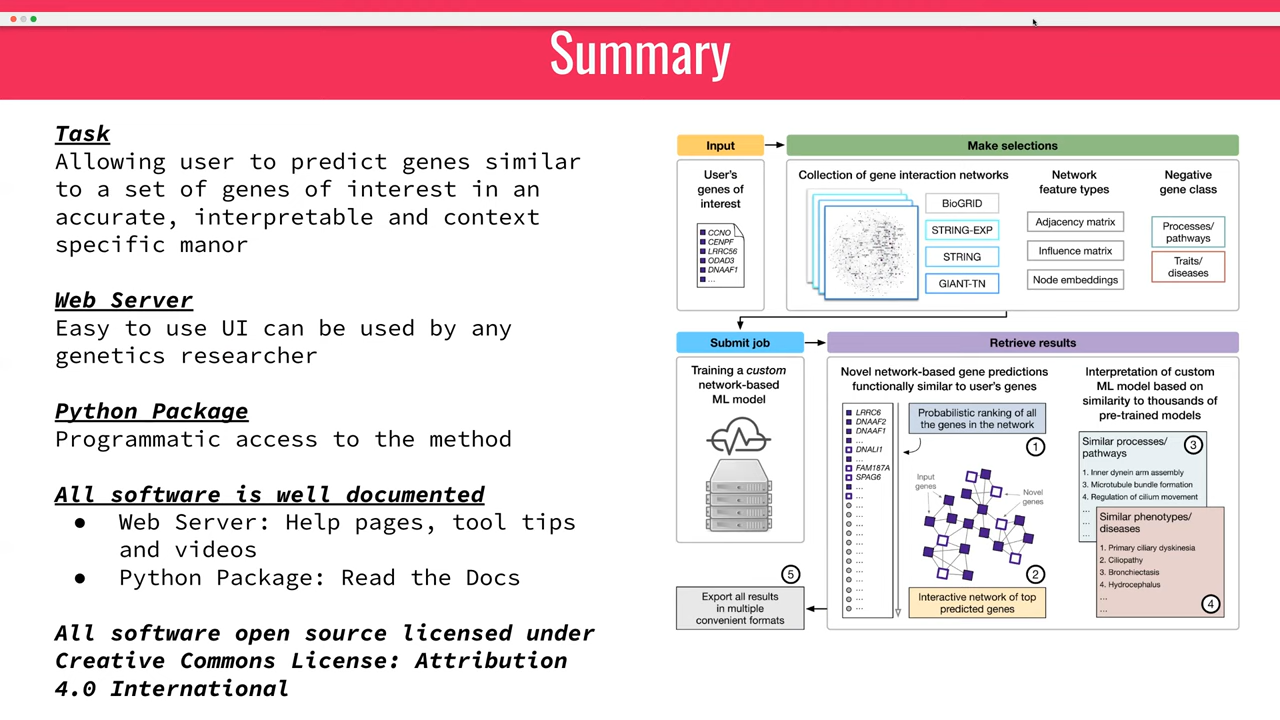 Summary
Task
Allowing user to predict genes similar
to a set of genes of interest in an
accurate, interpretable and context
specific manor
Web Server
Easy to use UI can be used by any
genetics researcher
Python Package
Programmatic access to the method
All software is well documented
● Web Server: Help pages, tool tips
and videos
● Python Package: Read the Docs
All software open source licensed under
Creative Commons License: Attribution
4.0 International
Input
User's
genes of
interest
CCNO
CENPF
LRRC56
ODAD3
DNAAF1
...
Make selections
Collection of gene interaction networks
BioGRID
STRING-EXP
STRING
GIANT-TN
Network
feature types
Adjacency matrix
Influence matrix
Node embeddings
Negative
gene class
Processes/
pathways
Traits/
diseases
Submit job
Training a custom
network-based
ML model
Retrieve results
Novel network-based gene predictions
functionally similar to user's genes
LRRC6
DNAAF2
DNAAF1
...
DNALI1
...
FAM187A
SPAG6
...
...
...
...
...
...
...
...
...
...
...
...
...
...
Probabilistic ranking of all
the genes in the network
1
Input
genes
Novel
genes
2
Interactive network of top
predicted genes
Interpretation of custom
ML model based on
similarity to thousands of
pre-trained models
Similar processes/
pathways
3
1. Inner dynein arm assembly
2. Microtubule bundle formation
4. Regulation of cilium movement
...
...
...
Similar phenotypes/
diseases
1. Primary ciliary dyskinesia
2. Ciliopathy
3. Bronchiectasis
4. Hydrocephalus
...
...
4
5
Export all results
in multiple
convenient formats